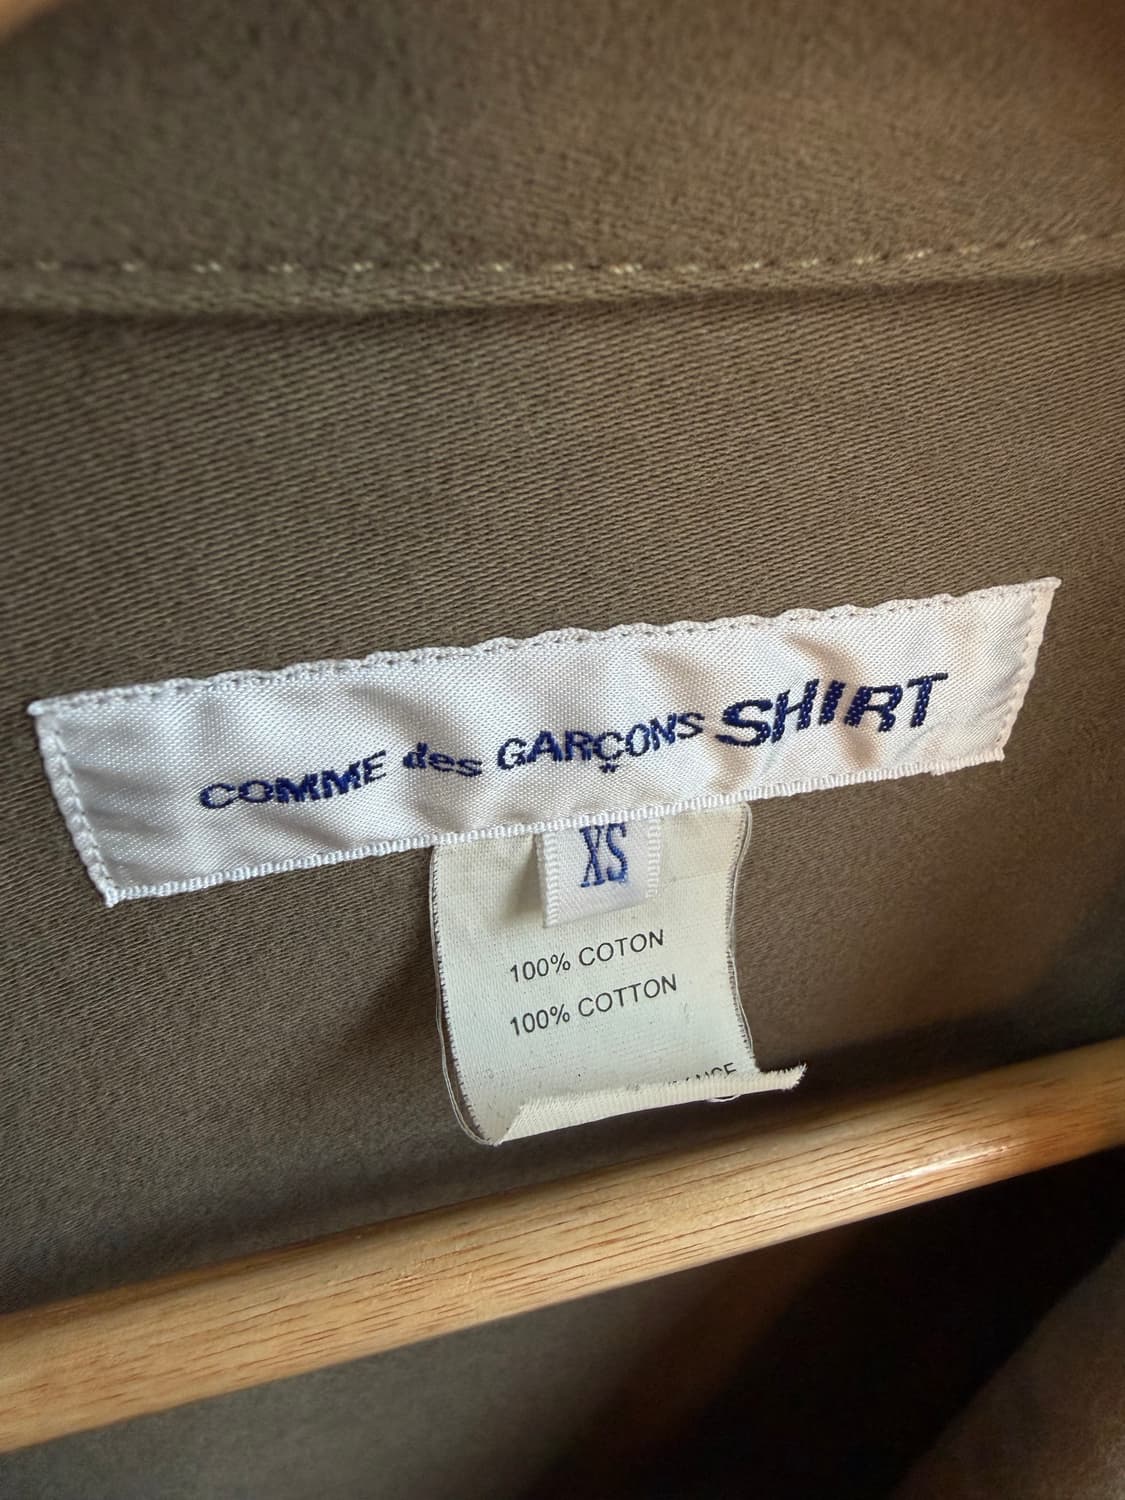 COMME des GARÇONS SHIRT
XS
100% COTON
100% COTTON